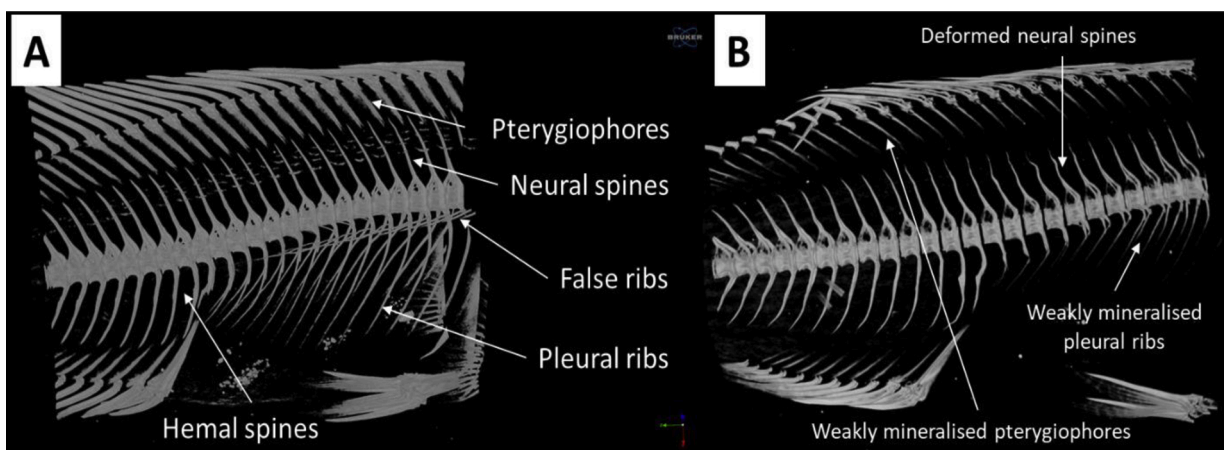 A
BRUKER
Pterygiophores
Neural spines
False ribs
Pleural ribs
Hemal spines
B
Deformed neural spines
Weakly mineralised
pleural ribs
Weakly mineralised pterygiophores